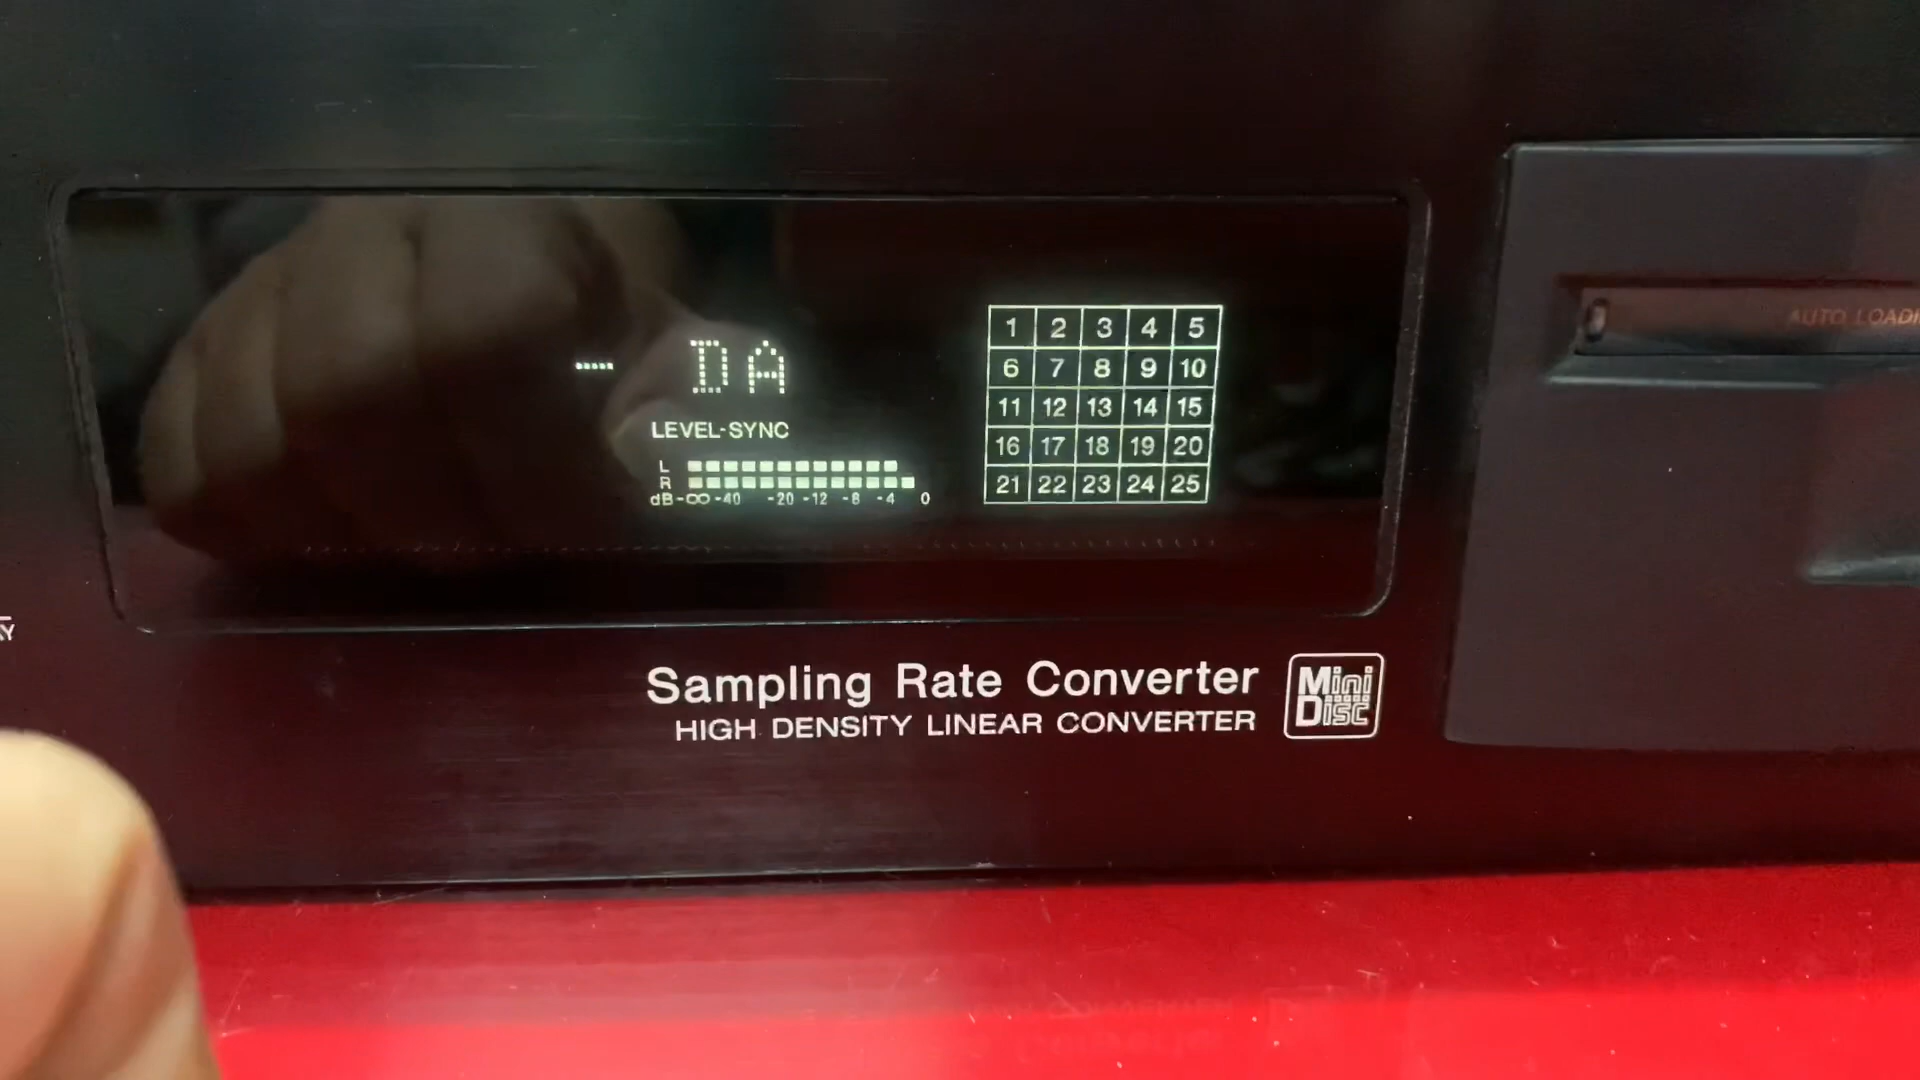 - DA
LEVEL-SYNC
L
R
dB -∞ -40 -20 -12 -8 -4 0
1 2 3 4 5
6 7 8 9 10
11 12 13 14 15
16 17 18 19 20
21 22 23 24 25
AUTO LOADI
Sampling Rate Converter
HIGH DENSITY LINEAR CONVERTER
Mini
Disc